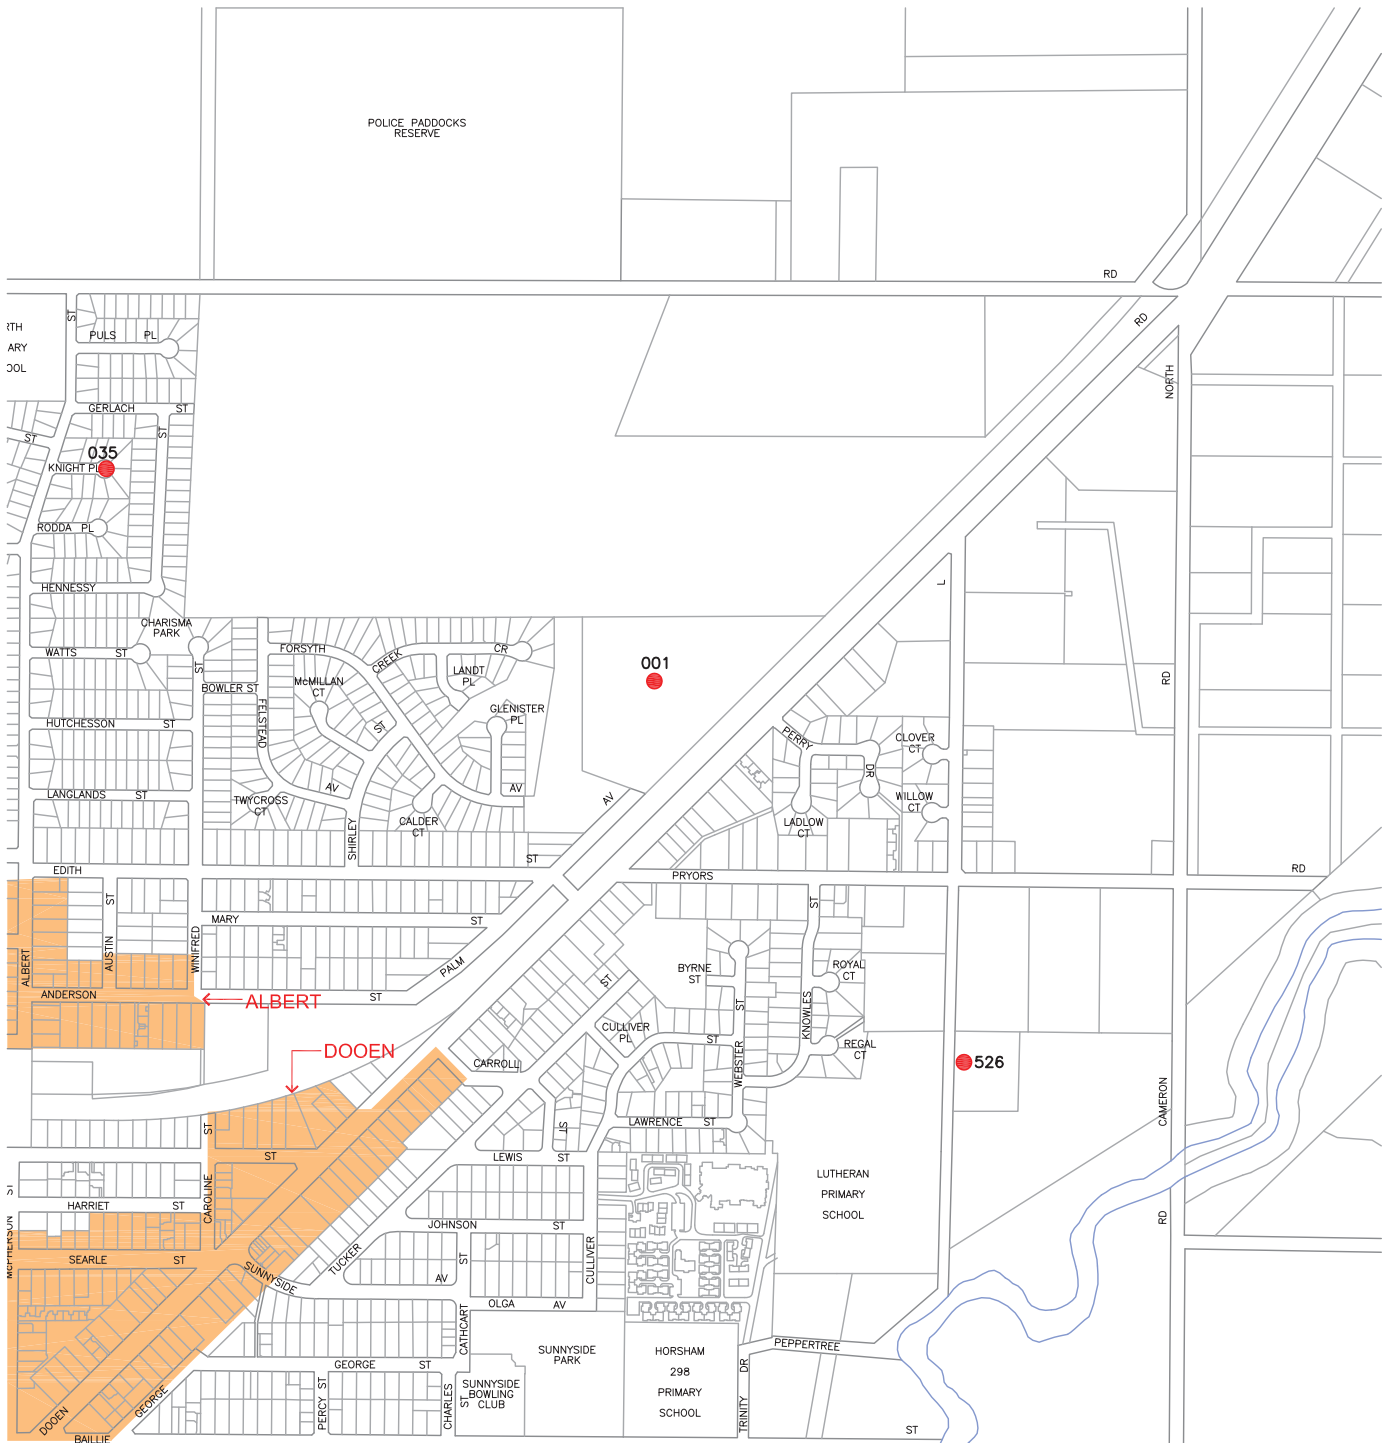 POLICE PADDOCKS
RESERVE
RD
RTH
ARY
OOL
ST
PULS PL
RD
NORTH
GERLACH ST
ST
ST
035
KNIGHT PL
RODDA PL
HENNESSY
L
CHARISMA
PARK
WATTS ST
ST
FORSYTH
CREEK
CR
LANDT
PL
001
BOWLER ST
McMILLAN
CT
RD
FELSTEAD
ST
GLENISTER
PL
HUTCHESSON ST
PERRY
CLOVER
CT
DR
LANGLANDS ST
TWYCROSS
CT
AV
AV
AV
WILLOW
CT
CALDER
CT
SHIRLEY
LADLOW
CT
ST
EDITH
PRYORS
RD
ST
ST
MARY
ST
WINIFRED
AUSTIN
ALBERT
PALM
BYRNE
ST
ST
ROYAL
CT
ANDERSON
ST
ALBERT
ST
KNOWLES
CULLIVER
PL
ST
REGAL
CT
DOOEN
CARROLL
WEBSTER
526
CAMERON
ST
ST
LAWRENCE ST
ST
LEWIS ST
LUTHERAN
PRIMARY
SCHOOL
ST
HARRIET ST
CAROLINE
JOHNSON ST
RD
MCPHERSON
SEARLE ST
SUNNYSIDE
TUCKER
ST
AV
CULLIVER
OLGA AV
CATHCART
GEORGE ST
SUNNYSIDE
PARK
HORSHAM
298
PRIMARY
SCHOOL
PEPPERTREE
DR
TRINITY
PERCY ST
CHARLES
ST
SUNNYSIDE
BOWLING
CLUB
GEORGE
DOOEN
BAILLIE
ST